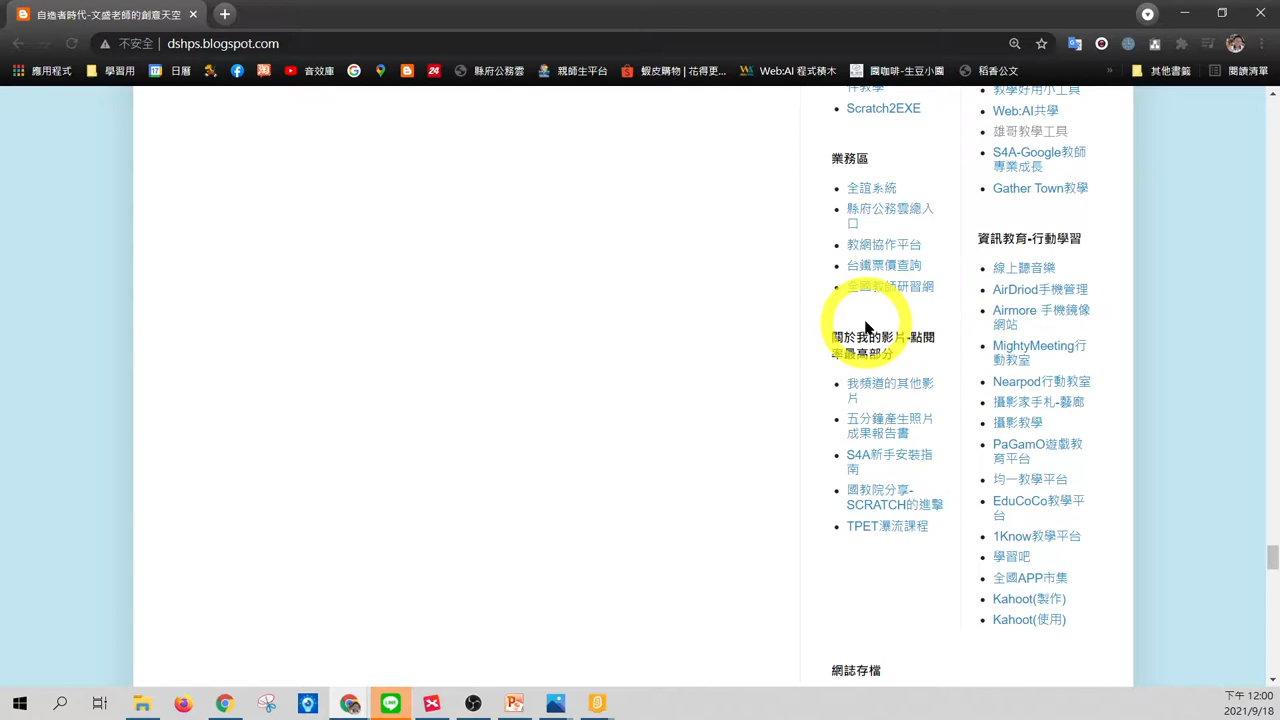 自造者時代-文盛老師的創意天空
不安全
dshps.blogspot.com
應用程式
學習用
日曆
音效庫
縣府公務雲
親師生平台
蝦皮購物 | 花得更...
Web:AI 程式積木
國咖啡-生豆小園
稻香公文
其他書籤
閱讀清單
件教學
Scratch2EXE
業務區
全誼系統
縣府公務雲總入
口
教網協作平台
台鐵票價查詢
全國教師研習網
關於我的影片-點閱
率最高部分
我頻道的其他影
片
五分鐘產生照片
成果報告書
S4A新手安裝指
南
國教院分享-
SCRATCH的進擊
TPET瀑流課程
教學好用小工具
Web:AI共學
雄哥教學工具
S4A-Google教師
專業成長
Gather Town教學
資訊教育-行動學習
線上聽音樂
AirDriod手機管理
Airmore 手機鏡像
網站
MightyMeeting行
動教室
Nearpod行動教室
攝影家手札-藝廊
攝影教學
PaGamO遊戲教
育平台
均一教學平台
EduCoCo教學平
台
1Know教學平台
學習吧
全國APP市集
Kahoot(製作)
Kahoot(使用)
網誌存檔
下午 12:00
2021/9/18